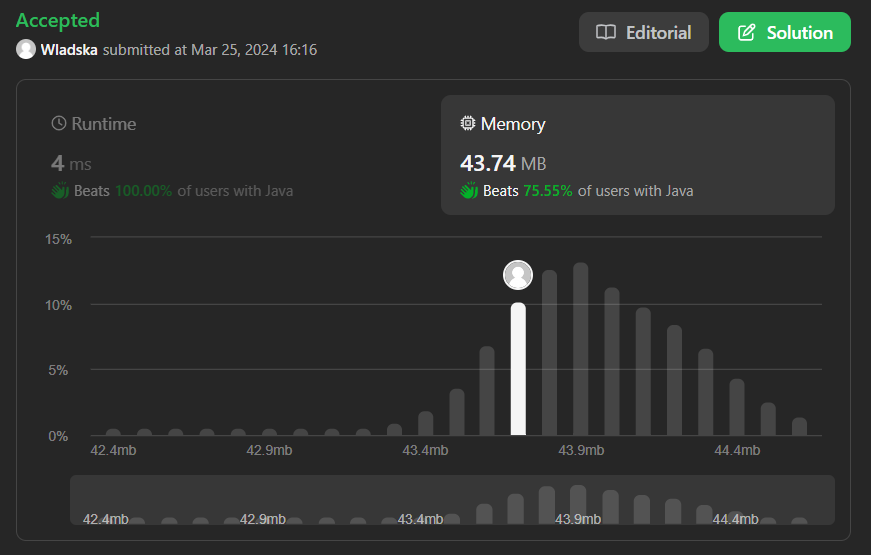 Accepted
Wladska submitted at Mar 25, 2024 16:16
Editorial
Solution
Runtime
4 ms
Beats 100.00% of users with Java
Memory
43.74 MB
Beats 75.55% of users with Java
15%
10%
5%
0%
42.4mb 42.9mb 43.4mb 43.9mb 44.4mb
42.4mb 42.9mb 43.4mb 43.9mb 44.4mb